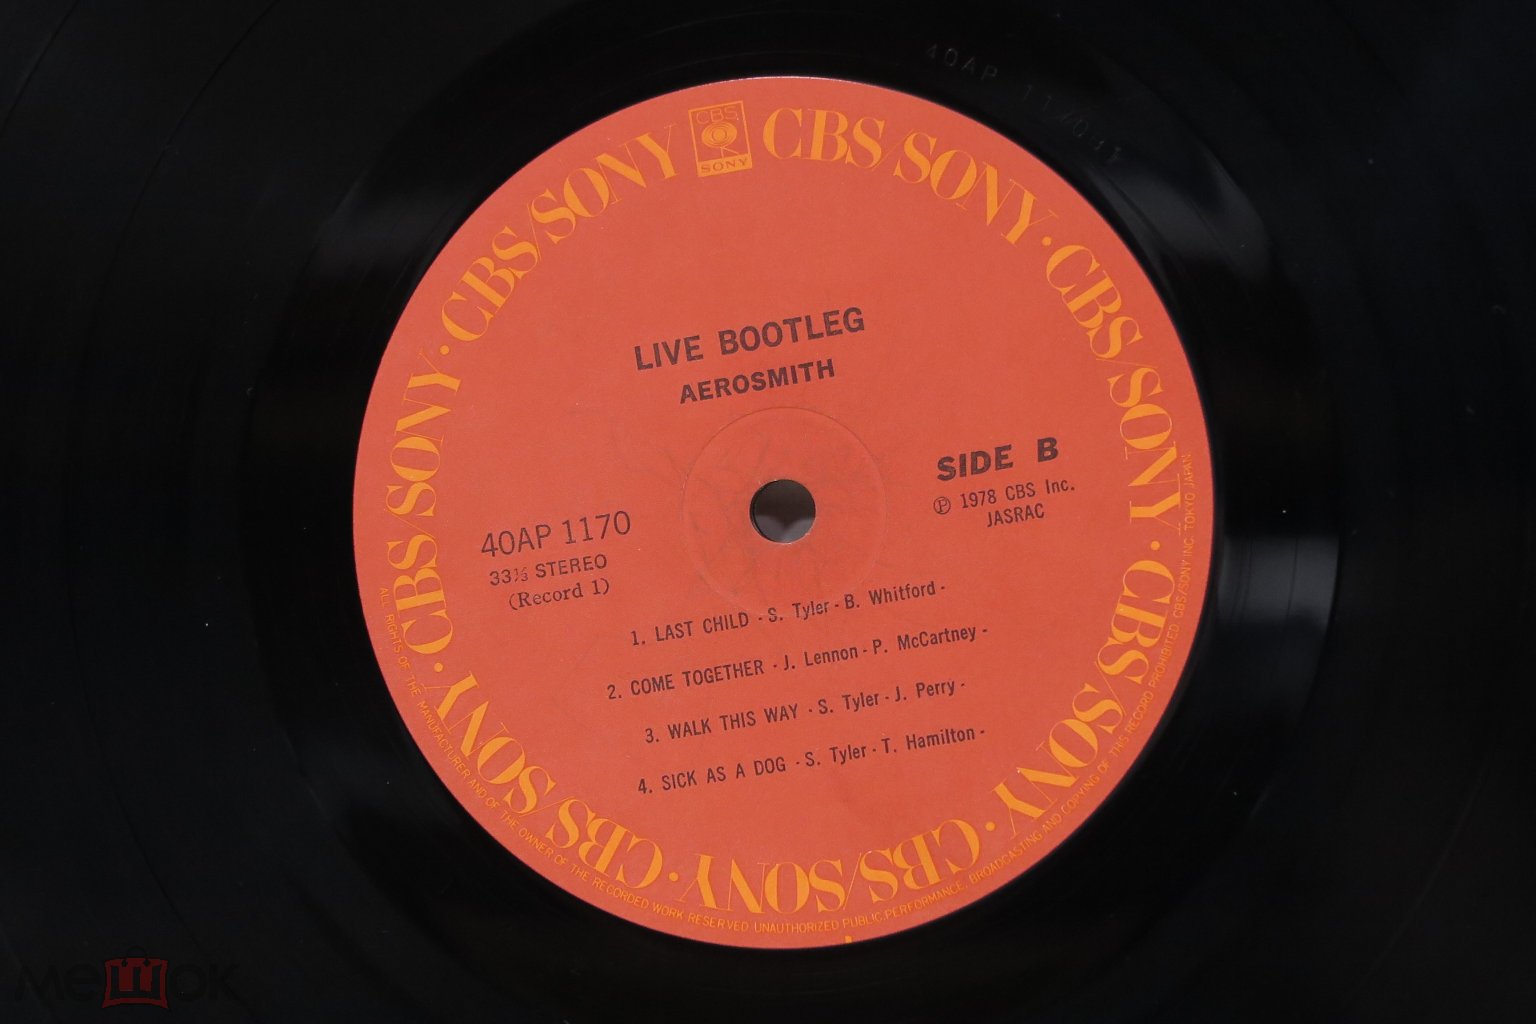 40AP 11
CBS
SONY
CBS/SONY · CBS/SONY · CBS/SONY · CBS/SONY · CBS/SONY · CBS/SONY · CBS/SONY
LIVE BOOTLEG
AEROSMITH
SIDE B
Ⓟ 1978 CBS Inc.
JASRAC
40AP 1170
33⅓ STEREO
(Record 1)
1. LAST CHILD - S. Tyler - B. Whitford -
2. COME TOGETHER - J. Lennon - P. McCartney -
3. WALK THIS WAY - S. Tyler - J. Perry -
4. SICK AS A DOG - S. Tyler - T. Hamilton -
ALL RIGHTS OF THE MANUFACTURER AND OF THE OWNER OF THE RECORDED WORK RESERVED UNAUTHORIZED PUBLIC PERFORMANCE, BROADCASTING AND COPYING OF THIS RECORD PROHIBITED CBS/SONY INC. TOKYO JAPAN
мешок